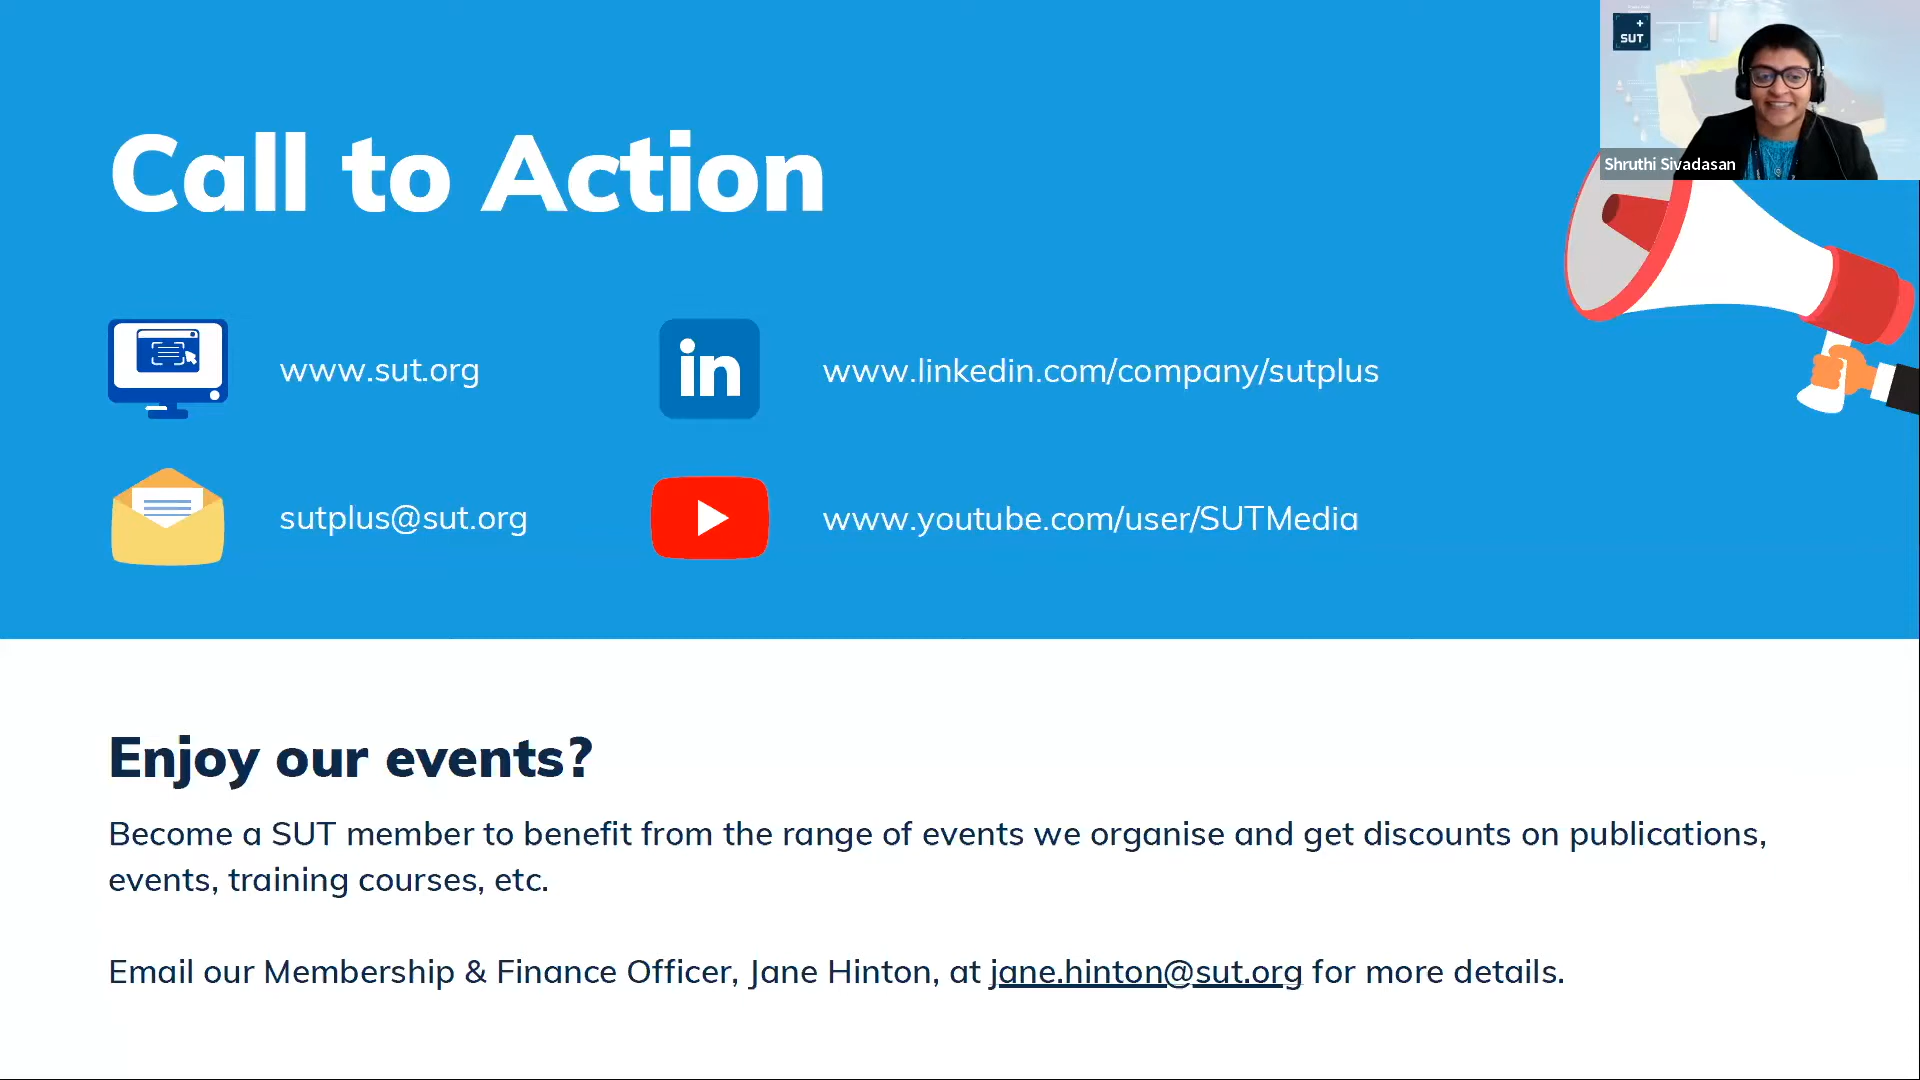 SUT
Shruthi Sivadasan
Call to Action
www.sut.org
www.linkedin.com/company/sutplus
sutplus@sut.org
www.youtube.com/user/SUTMedia
Enjoy our events?
Become a SUT member to benefit from the range of events we organise and get discounts on publications,
events, training courses, etc.
Email our Membership & Finance Officer, Jane Hinton, at jane.hinton@sut.org for more details.